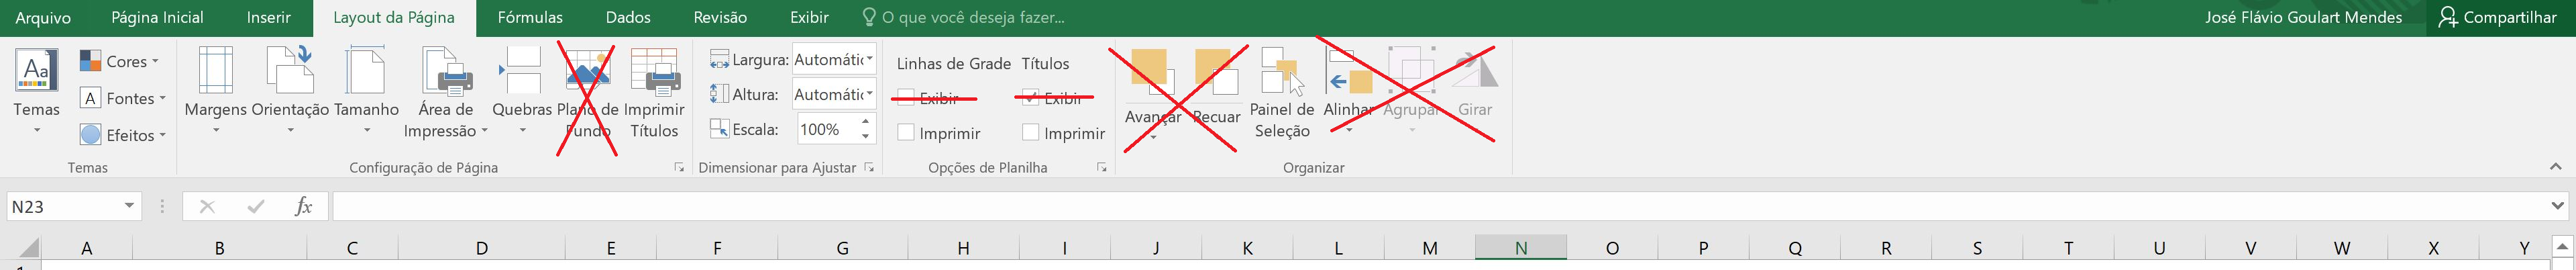 Arquivo Página Inicial Inserir Layout da Página Fórmulas Dados Revisão Exibir O que você deseja fazer... José Flávio Goulart Mendes Compartilhar
Aa Temas
Cores
A Fontes
Efeitos
Temas
Margens Orientação Tamanho Área de Impressão Quebras Plano de Fundo Imprimir Títulos
Configuração de Página
Largura: Automátic
Altura: Automátic
Escala: 100%
Dimensionar para Ajustar
Linhas de Grade Títulos
Exibir Exibir
Imprimir Imprimir
Opções de Planilha
Avançar Recuar Painel de Seleção Alinhar Agrupar Girar
Organizar
N23 fx
A B C D E F G H I J K L M N O P Q R S T U V W X Y